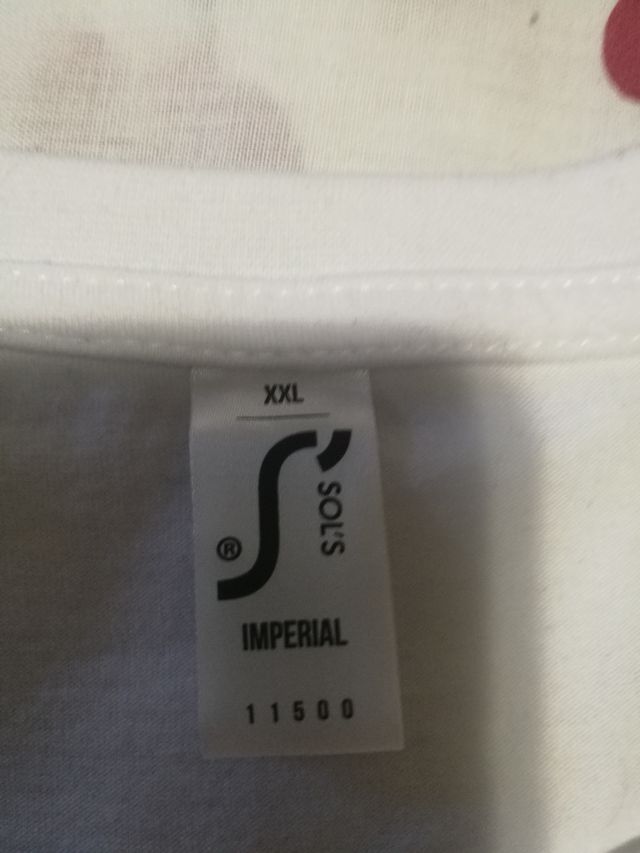 XXL
SOL'S
®
IMPERIAL
11500